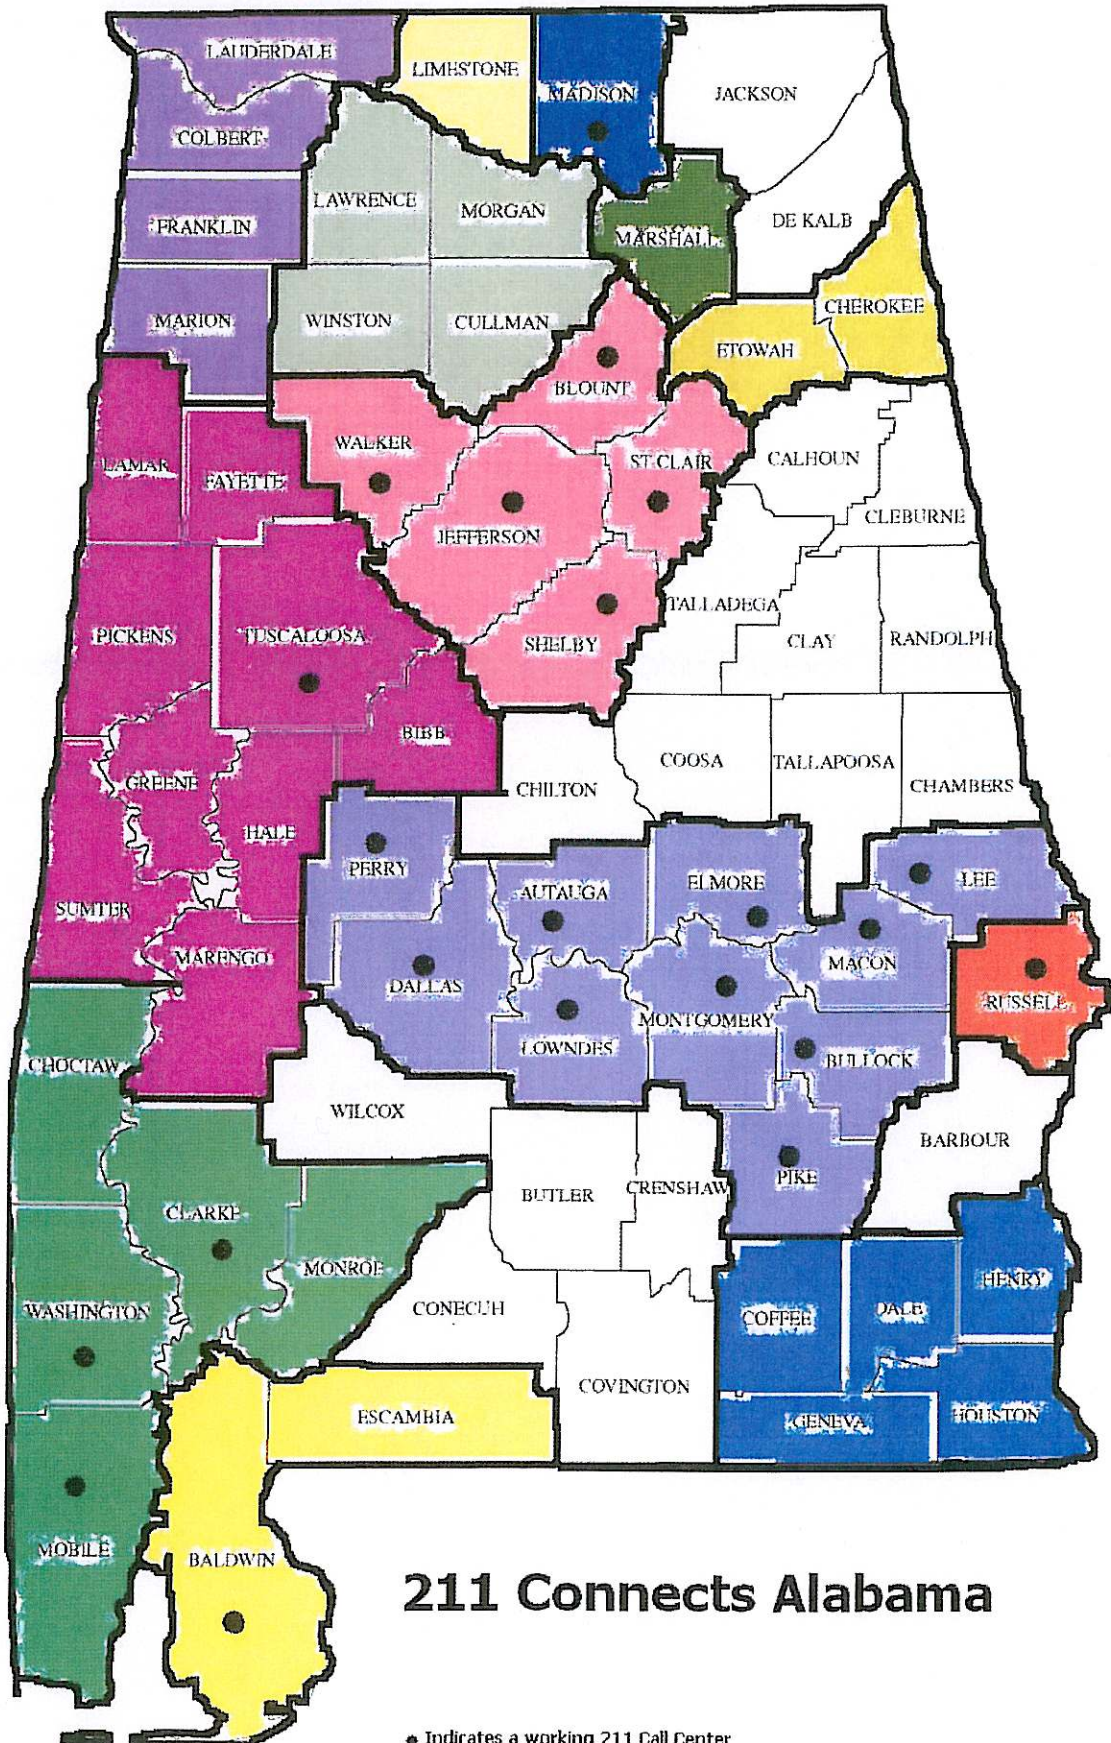 LAUDERDALE
LIMESTONE
MADISON
JACKSON
COLBERT
LAWRENCE
MORGAN
FRANKLIN
DE KALB
MARSHALL
CHEROKEE
MARION
WINSTON
CULLMAN
ETOWAH
BLOUNT
WALKER
ST CLAIR
CALHOUN
LAMAR
FAYETTE
CLEBURNE
JEFFERSON
TALLADEGA
PICKENS
TUSCALOOSA
SHELBY
CLAY
RANDOLPH
BIBB
COOSA
TALLAPOOSA
GREENE
CHILTON
CHAMBERS
HALE
PERRY
AUTAUGA
ELMORE
LEE
SUMTER
MARENGO
DALLAS
MACON
RUSSELL
LOWNDES
MONTGOMERY
BULLOCK
CHOCTAW
WILCOX
BARBOUR
PIKE
BUTLER
CRENSHAW
CLARKE
MONROE
HENRY
WASHINGTON
CONECUH
COFFEE
DALE
COVINGTON
ESCAMBIA
GENEVA
HOUSTON
MOBILE
BALDWIN
211 Connects Alabama
● Indicates a working 211 Call Center